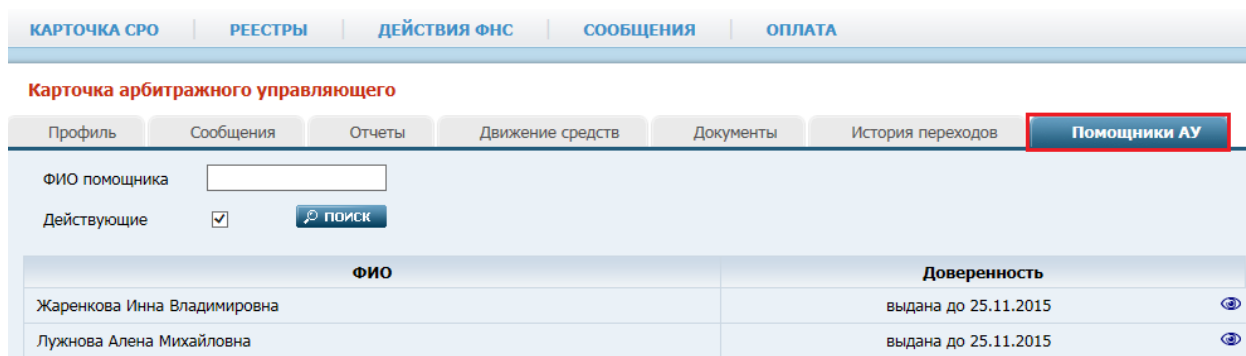 КАРТОЧКА СРО РЕЕСТРЫ ДЕЙСТВИЯ ФНС СООБЩЕНИЯ ОПЛАТА
Карточка арбитражного управляющего
Профиль Сообщения Отчеты Движение средств Документы История переходов Помощники АУ
ФИО помощника
Действующие ПОИСК
ФИО Доверенность
Жаренкова Инна Владимировна выдана до 25.11.2015
Лужнова Алена Михайловна выдана до 25.11.2015